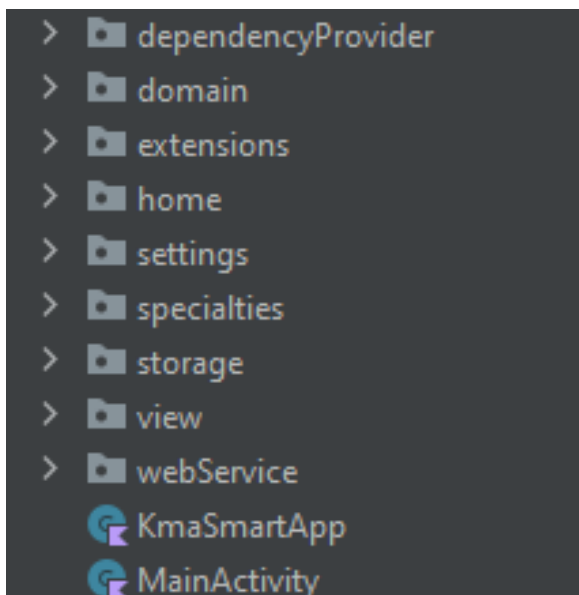 dependencyProvider
domain
extensions
home
settings
specialties
storage
view
webService
KmaSmartApp
MainActivity